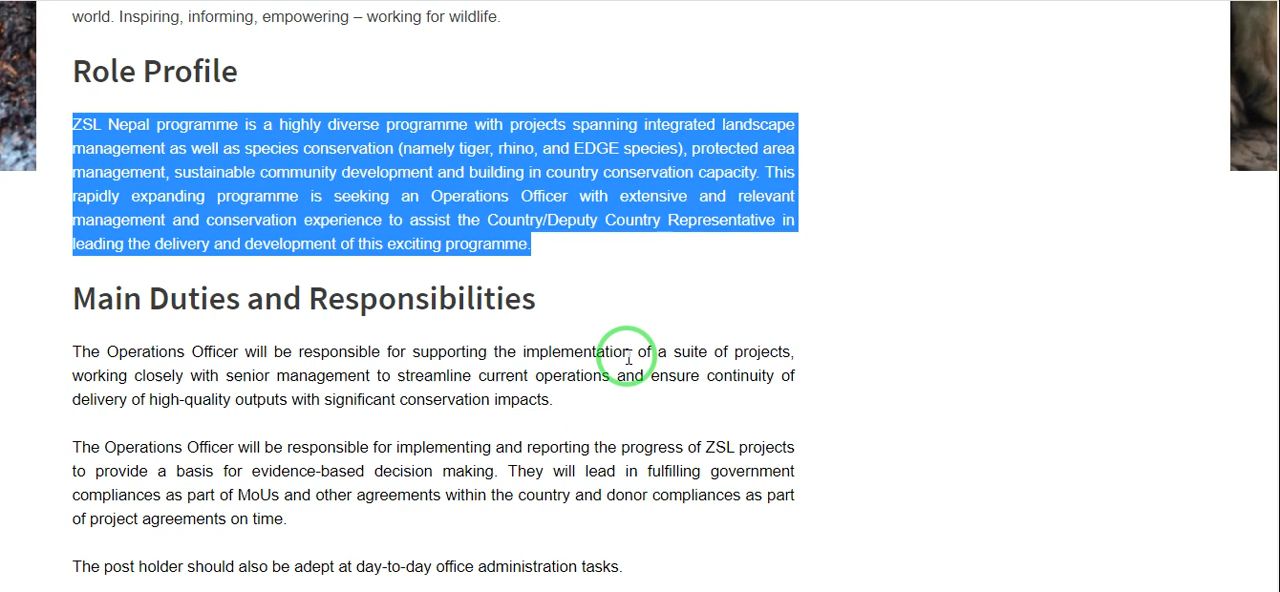 world. Inspiring, informing, empowering – working for wildlife.
Role Profile
ZSL Nepal programme is a highly diverse programme with projects spanning integrated landscape
management as well as species conservation (namely tiger, rhino, and EDGE species), protected area
management, sustainable community development and building in country conservation capacity. This
rapidly expanding programme is seeking an Operations Officer with extensive and relevant
management and conservation experience to assist the Country/Deputy Country Representative in
leading the delivery and development of this exciting programme.
Main Duties and Responsibilities
The Operations Officer will be responsible for supporting the implementation of a suite of projects,
working closely with senior management to streamline current operations and ensure continuity of
delivery of high-quality outputs with significant conservation impacts.
The Operations Officer will be responsible for implementing and reporting the progress of ZSL projects
to provide a basis for evidence-based decision making. They will lead in fulfilling government
compliances as part of MoUs and other agreements within the country and donor compliances as part
of project agreements on time.
The post holder should also be adept at day-to-day office administration tasks.